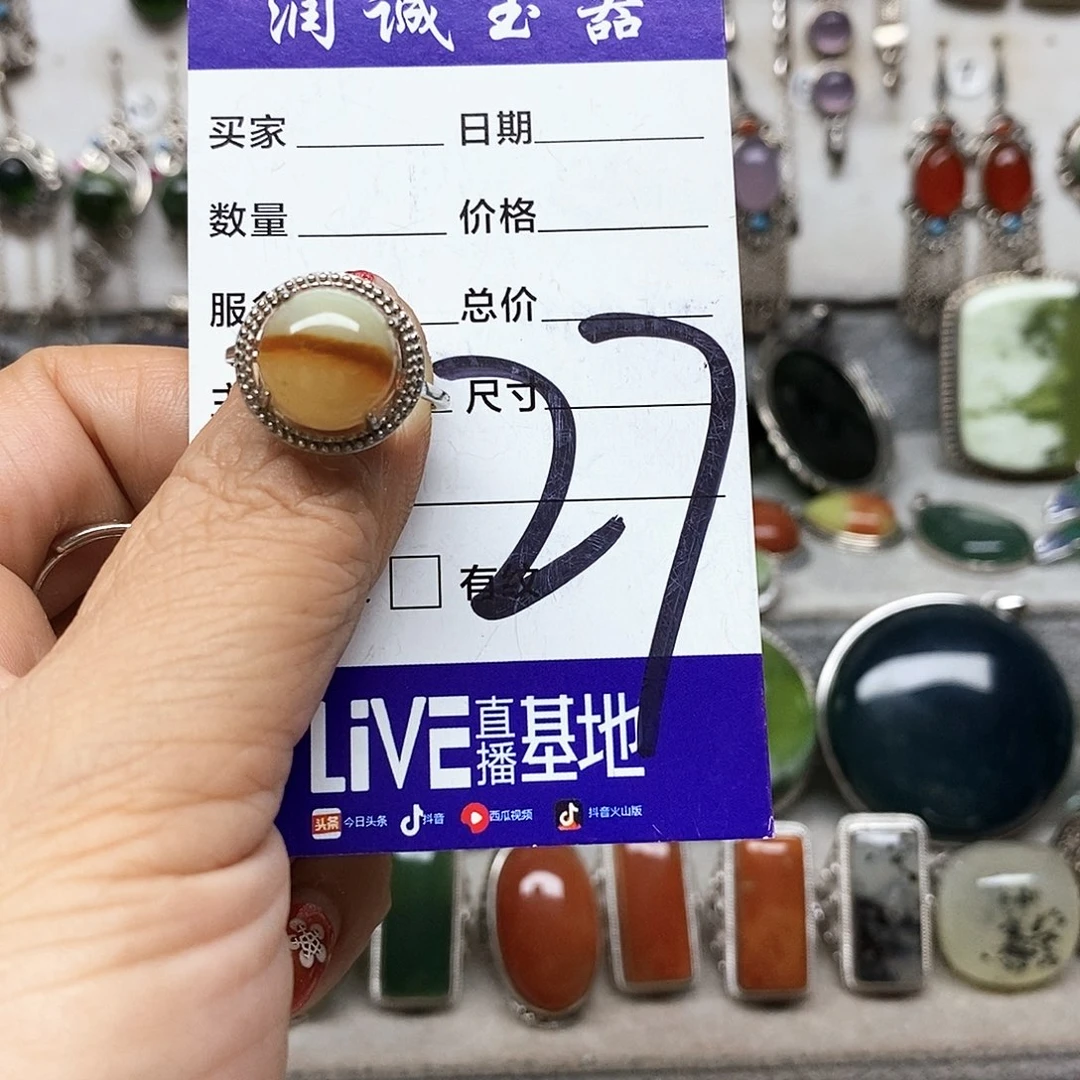 润诚玉器
买家 日期
数量 价格
总价
尺寸
27
有纹
LiVE直播基地
头条 今日头条 抖音 西瓜视频 抖音火山版